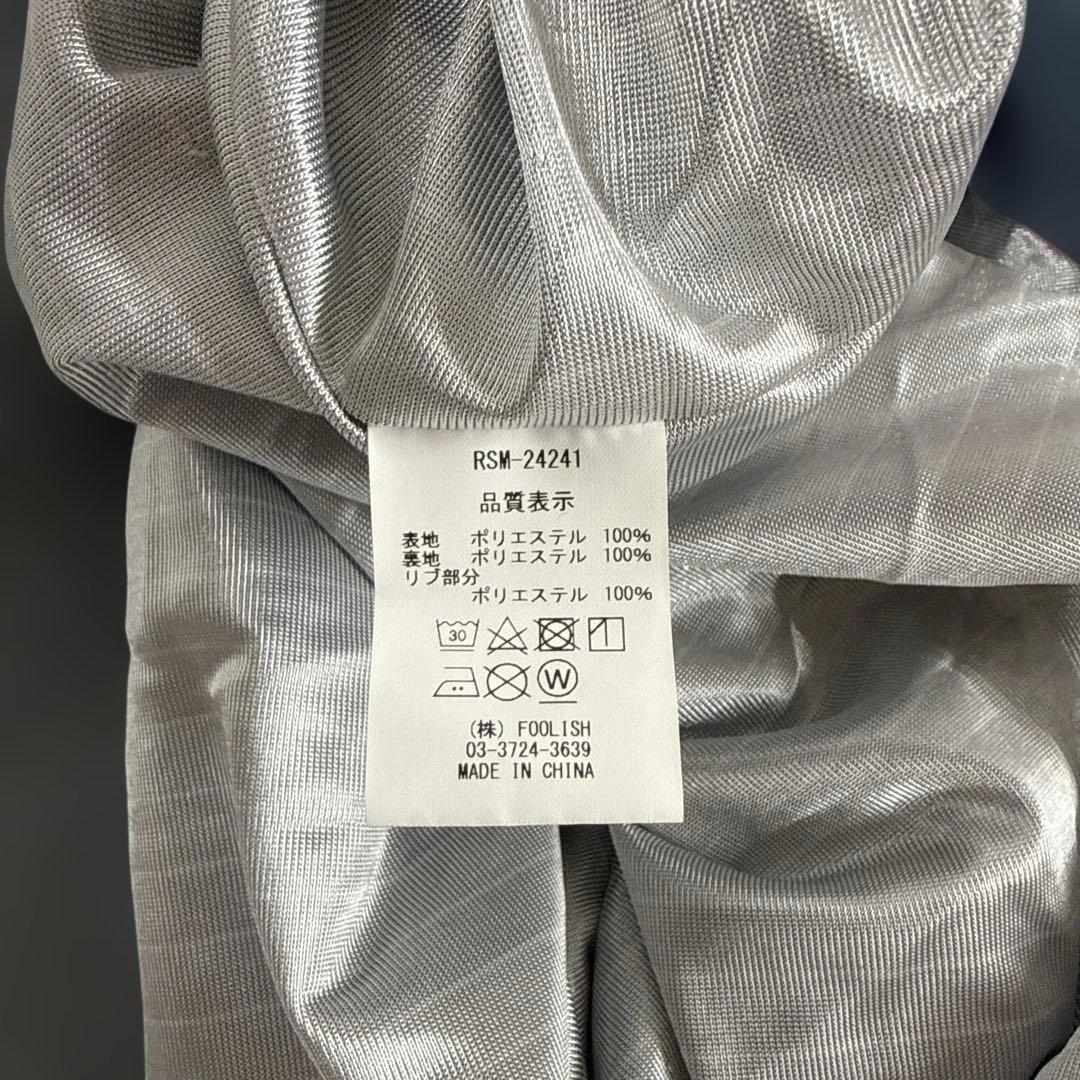 RSM-24241
品質表示
表地 ポリエステル 100%
裏地 ポリエステル 100%
リブ部分
ポリエステル 100%
30
W
(株) FOOLISH
03-3724-3639
MADE IN CHINA